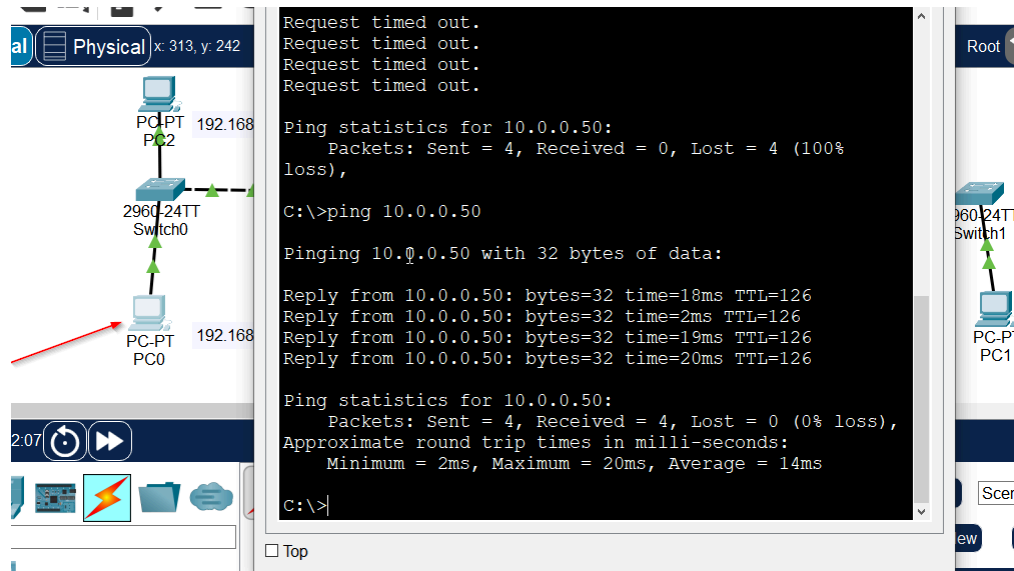 al Physical x: 313, y: 242
Root
PC-PT
PC2
192.168
2960-24TT
Switch0
PC-PT
PC0
192.168
2:07
Request timed out.
Request timed out.
Request timed out.
Request timed out.
Ping statistics for 10.0.0.50:
Packets: Sent = 4, Received = 0, Lost = 4 (100%
loss),
C:\>ping 10.0.0.50
Pinging 10.0.0.50 with 32 bytes of data:
Reply from 10.0.0.50: bytes=32 time=18ms TTL=126
Reply from 10.0.0.50: bytes=32 time=2ms TTL=126
Reply from 10.0.0.50: bytes=32 time=19ms TTL=126
Reply from 10.0.0.50: bytes=32 time=20ms TTL=126
Ping statistics for 10.0.0.50:
Packets: Sent = 4, Received = 4, Lost = 0 (0% loss),
Approximate round trip times in milli-seconds:
Minimum = 2ms, Maximum = 20ms, Average = 14ms
C:\>
Top
960-24TT
Switch1
PC-P
PC1
Scer
ew